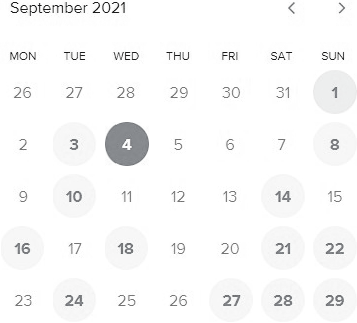 September 2021 < >
MON TUE WED THU FRI SAT SUN
26 27 28 29 30 31 1
2 3 4 5 6 7 8
9 10 11 12 13 14 15
16 17 18 19 20 21 22
23 24 25 26 27 28 29